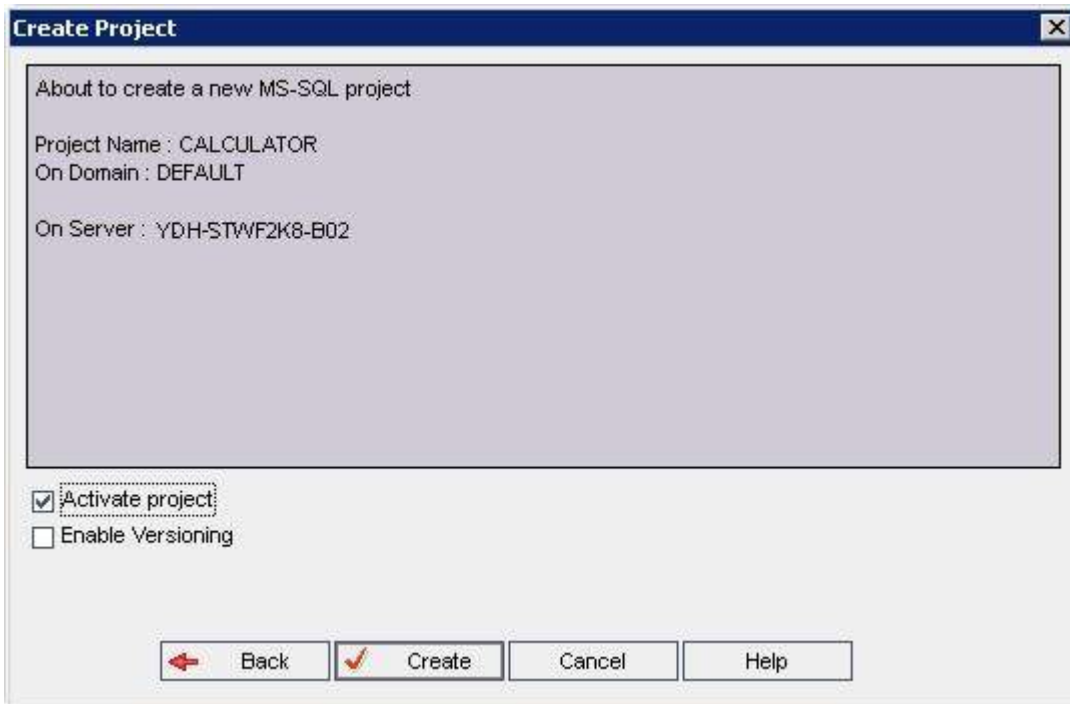 Create Project
About to create a new MS-SQL project
Project Name : CALCULATOR
On Domain : DEFAULT
On Server : YDH-STWF2K8-B02
Activate project
Enable Versioning
Back Create Cancel Help